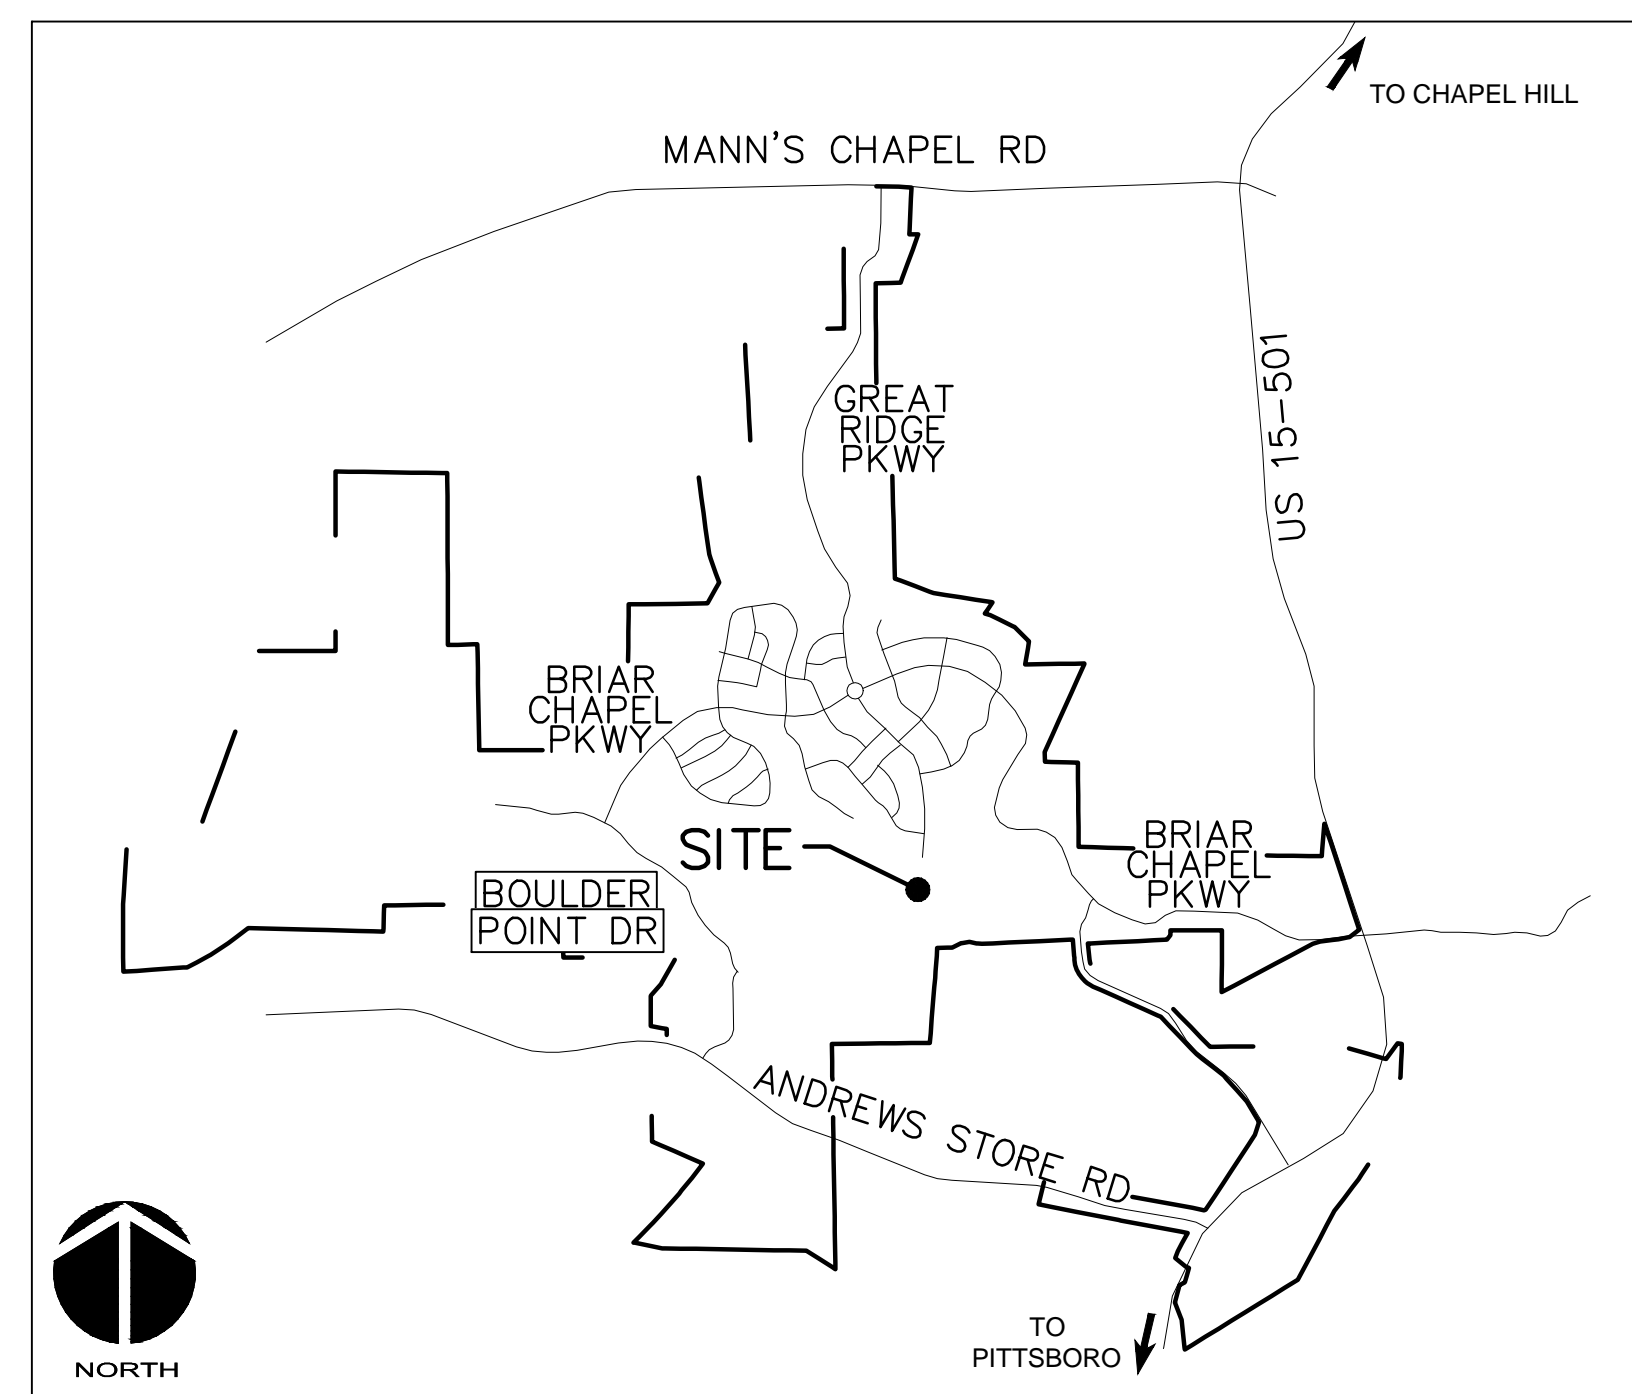 TO CHAPEL HILL
MANN'S CHAPEL RD
US 15-501
GREAT
RIDGE
PKWY
BRIAR
CHAPEL
PKWY
SITE
BRIAR
CHAPEL
PKWY
BOULDER
POINT DR
ANDREWS STORE RD
TO
PITTSBORO
NORTH